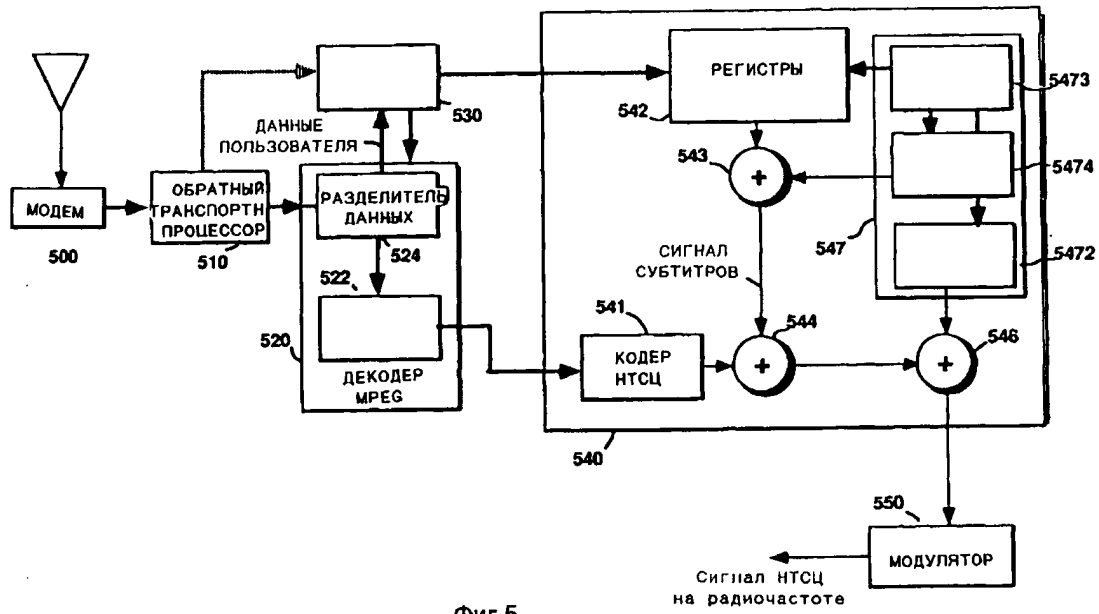 МОДЕМ
500
ОБРАТНЫЙ
ТРАНСПОРТН
ПРОЦЕССОР
510
530
ДАННЫЕ
ПОЛЬЗОВАТЕЛЯ
РАЗДЕЛИТЕЛЬ
ДАННЫХ
524
522
520
ДЕКОДЕР
MPEG
РЕГИСТРЫ
542
543
5473
5474
547
5472
СИГНАЛ
СУБТИТРОВ
541
КОДЕР
НТСЦ
544
546
+
+
+
540
550
МОДУЛЯТОР
Сигнал НТСЦ
на радиочастоте
Фиг.5